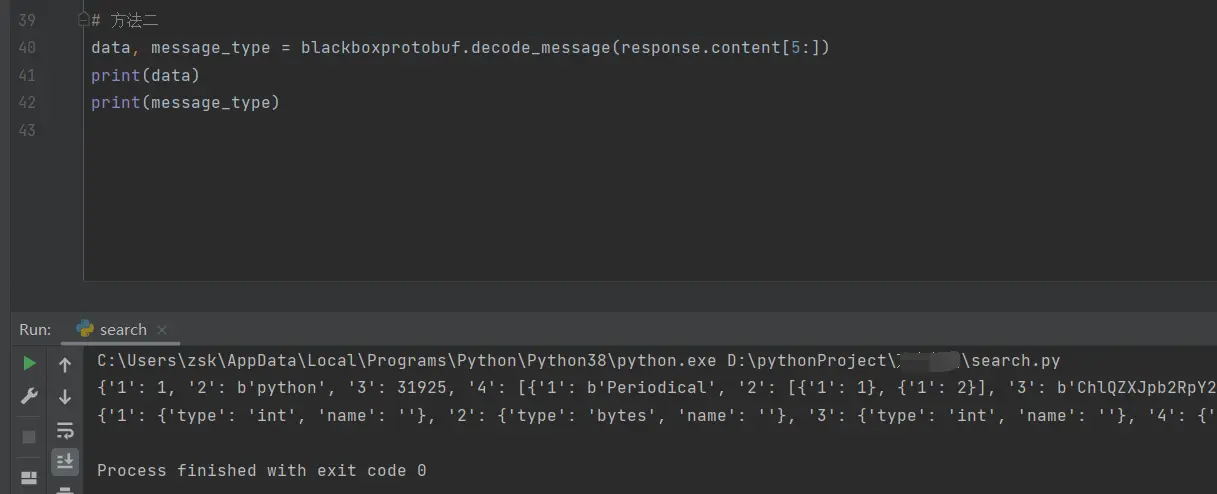 39 # 方法二
40 data, message_type = blackboxprotobuf.decode_message(response.content[5:])
41 print(data)
42 print(message_type)
43
Run: search
C:\Users\zsk\AppData\Local\Programs\Python\Python38\python.exe D:\pythonProject\ \search.py
{'1': 1, '2': b'python', '3': 31925, '4': [{'1': b'Periodical', '2': [{'1': 1}, {'1': 2}], '3': b'ChlQZXJpb2RpY2
{'1': {'type': 'int', 'name': ''}, '2': {'type': 'bytes', 'name': ''}, '3': {'type': 'int', 'name': ''}, '4': {'
Process finished with exit code 0